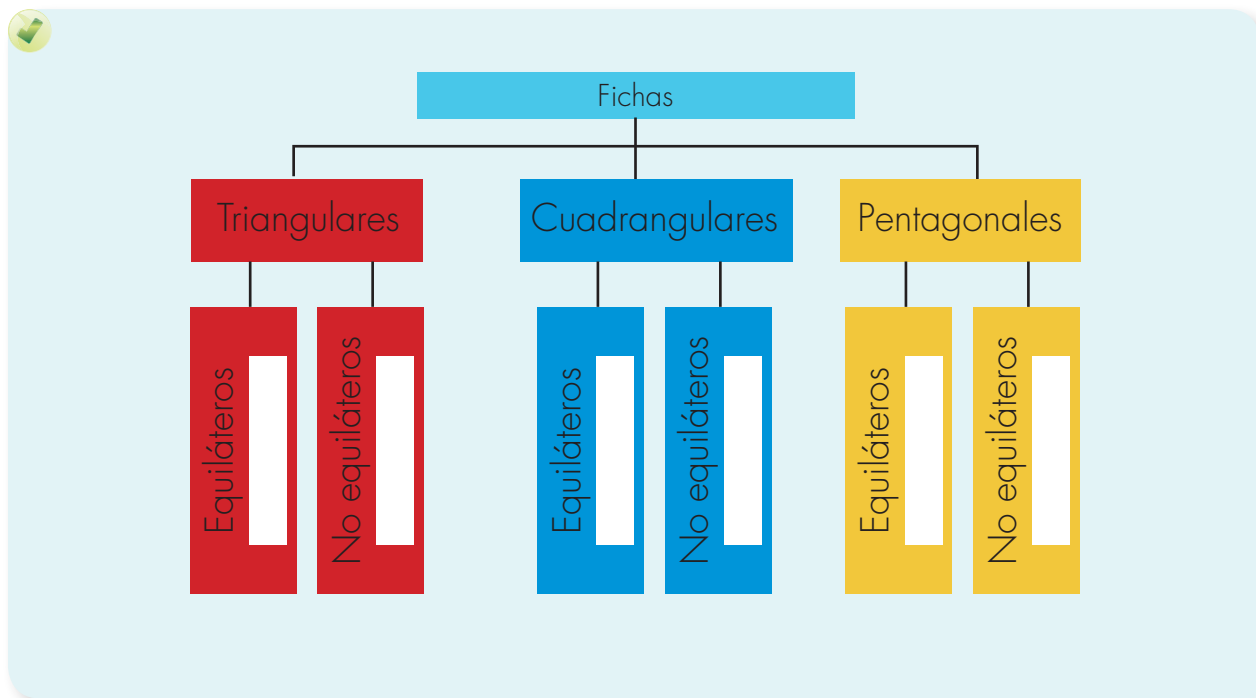 Fichas
Triangulares
Cuadrangulares
Pentagonales
Equiláteros
No equiláteros
Equiláteros
No equiláteros
Equiláteros
No equiláteros